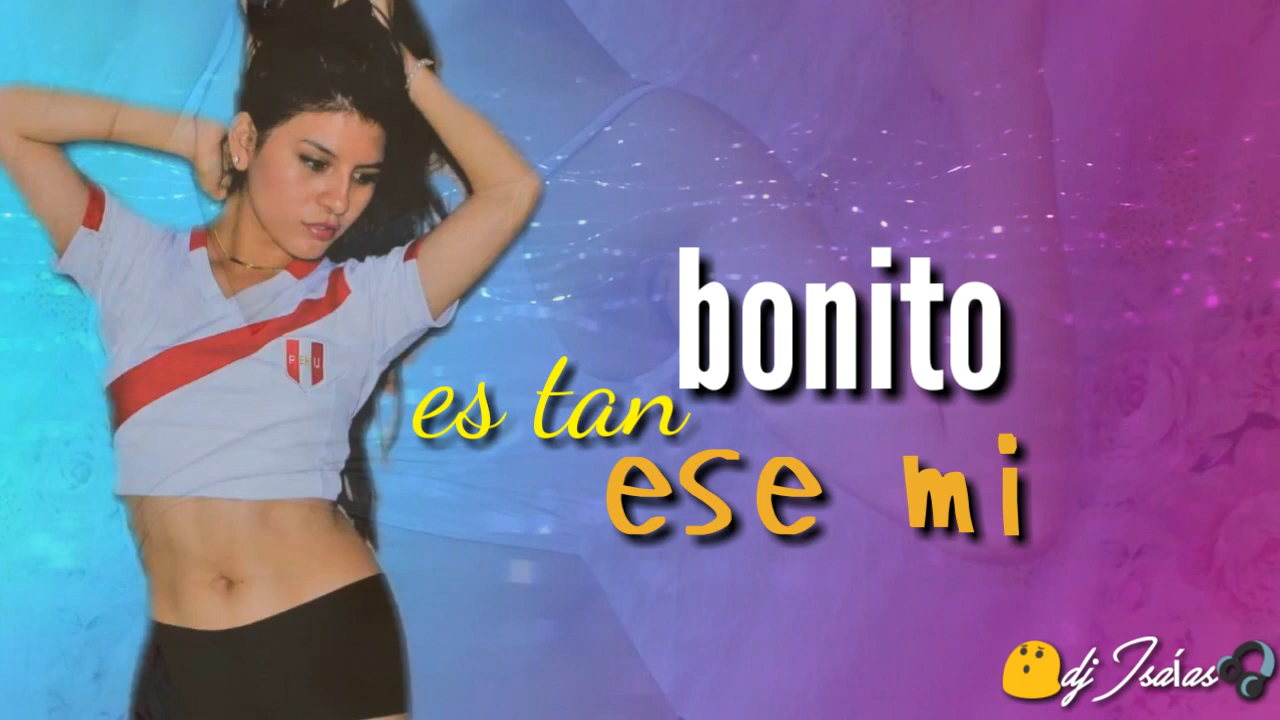 bonito
es tan
ese mi
PERU
dj Isaías